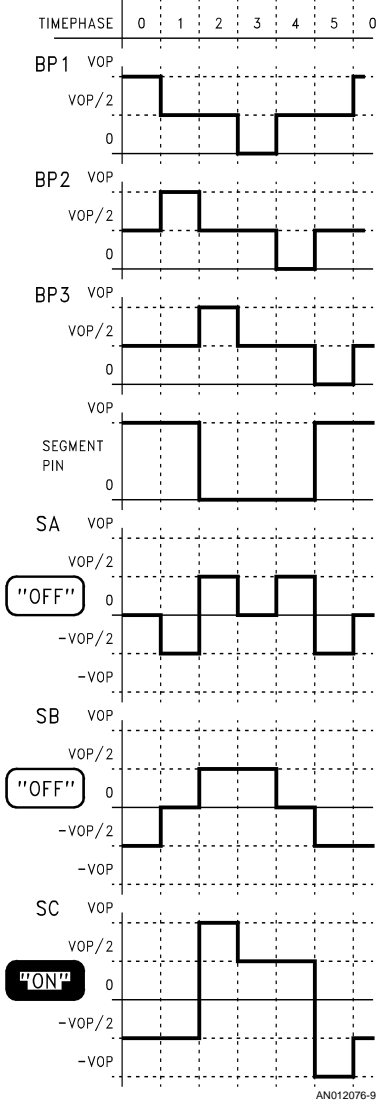 TIMEPHASE 0 1 2 3 4 5 0
BP1 VOP
VOP/2
0
BP2 VOP
VOP/2
0
BP3 VOP
VOP/2
0
VOP
SEGMENT
PIN
0
SA VOP
VOP/2
"OFF" 0
-VOP/2
-VOP
SB VOP
VOP/2
"OFF" 0
-VOP/2
-VOP
SC VOP
VOP/2
"ON" 0
-VOP/2
-VOP
AN012076-9